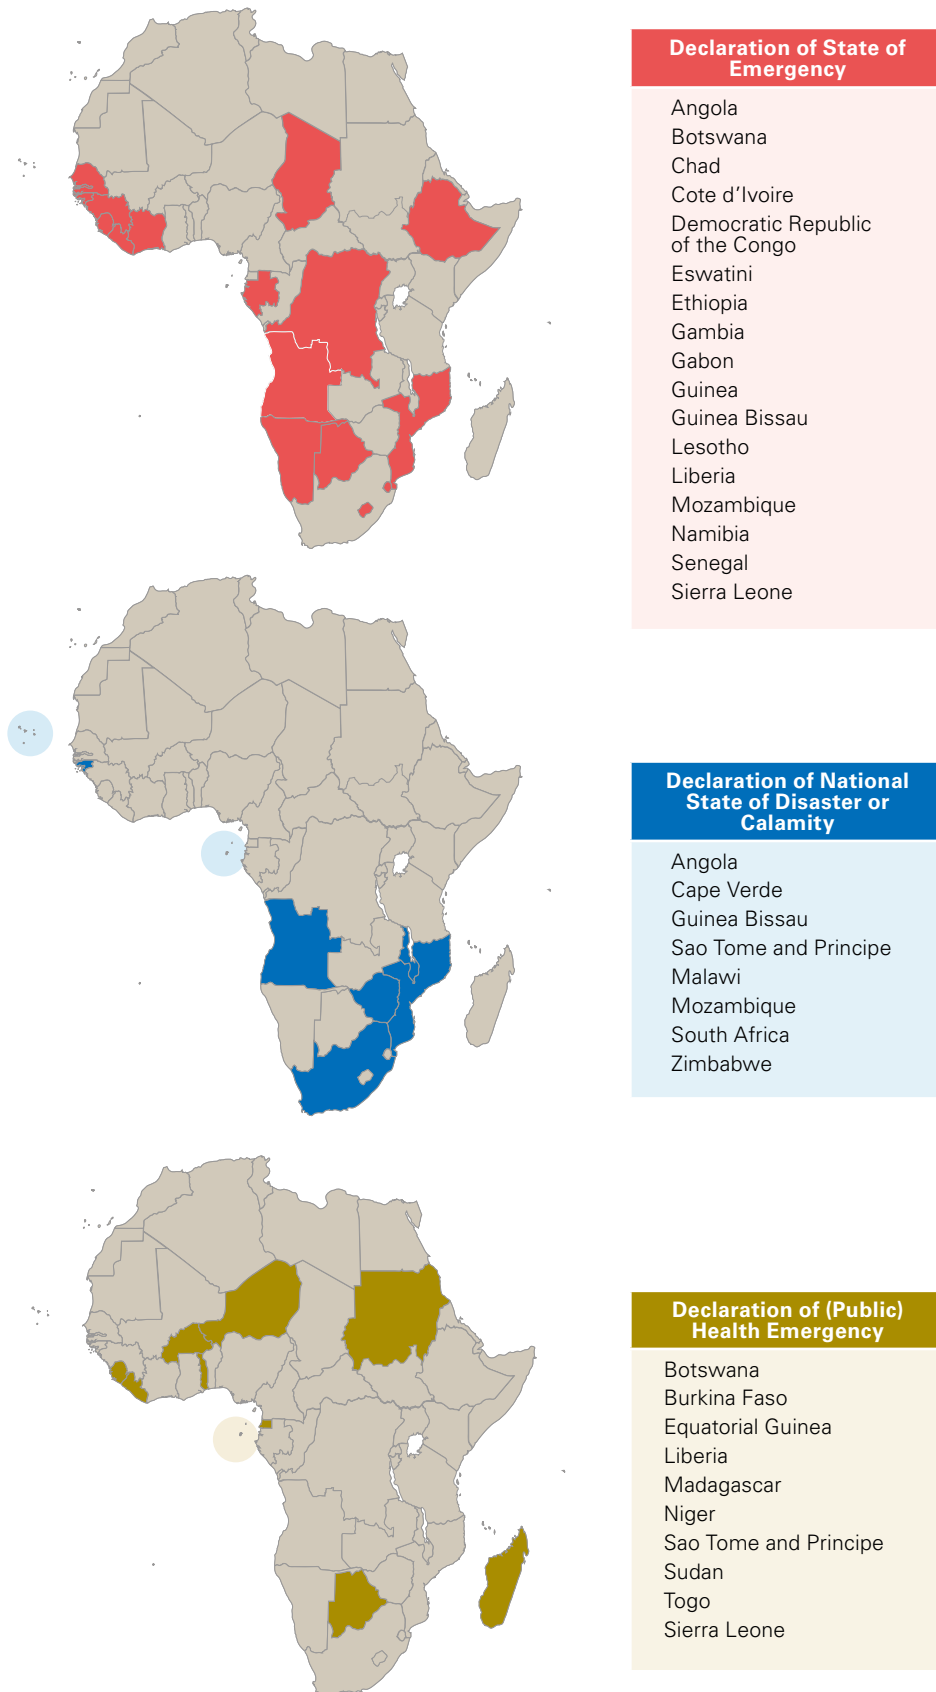 Declaration of State of
Emergency
Angola
Botswana
Chad
Cote d’Ivoire
Democratic Republic
of the Congo
Eswatini
Ethiopia
Gambia
Gabon
Guinea
Guinea Bissau
Lesotho
Liberia
Mozambique
Namibia
Senegal
Sierra Leone
Declaration of National
State of Disaster or
Calamity
Angola
Cape Verde
Guinea Bissau
Sao Tome and Principe
Malawi
Mozambique
South Africa
Zimbabwe
Declaration of (Public)
Health Emergency
Botswana
Burkina Faso
Equatorial Guinea
Liberia
Madagascar
Niger
Sao Tome and Principe
Sudan
Togo
Sierra Leone